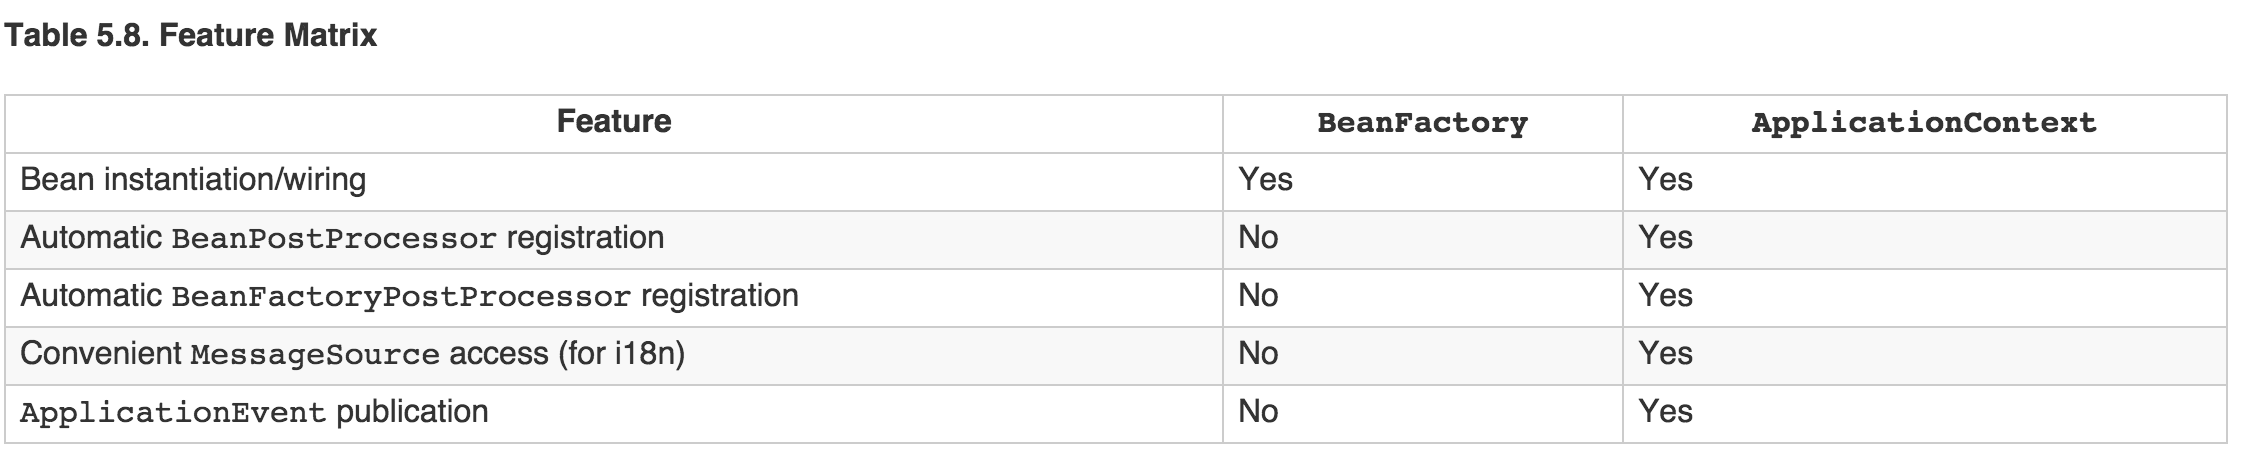 Table 5.8. Feature Matrix
Feature BeanFactory ApplicationContext
Bean instantiation/wiring Yes Yes
Automatic BeanPostProcessor registration No Yes
Automatic BeanFactoryPostProcessor registration No Yes
Convenient MessageSource access (for i18n) No Yes
ApplicationEvent publication No Yes